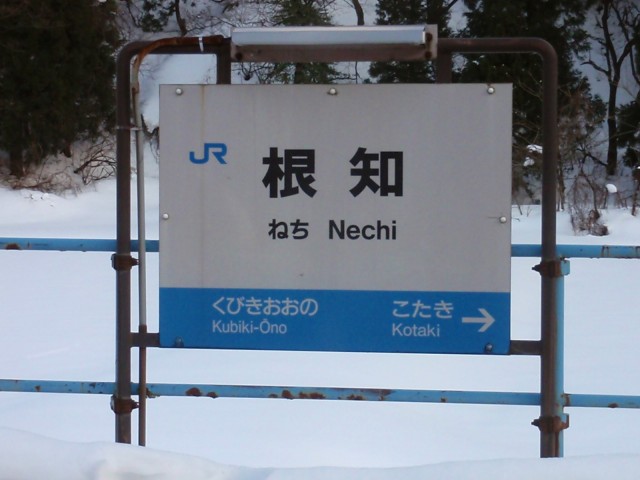 JR
根知
ねち Nechi
くびきおおの こたき →
Kubiki-Ōno Kotaki